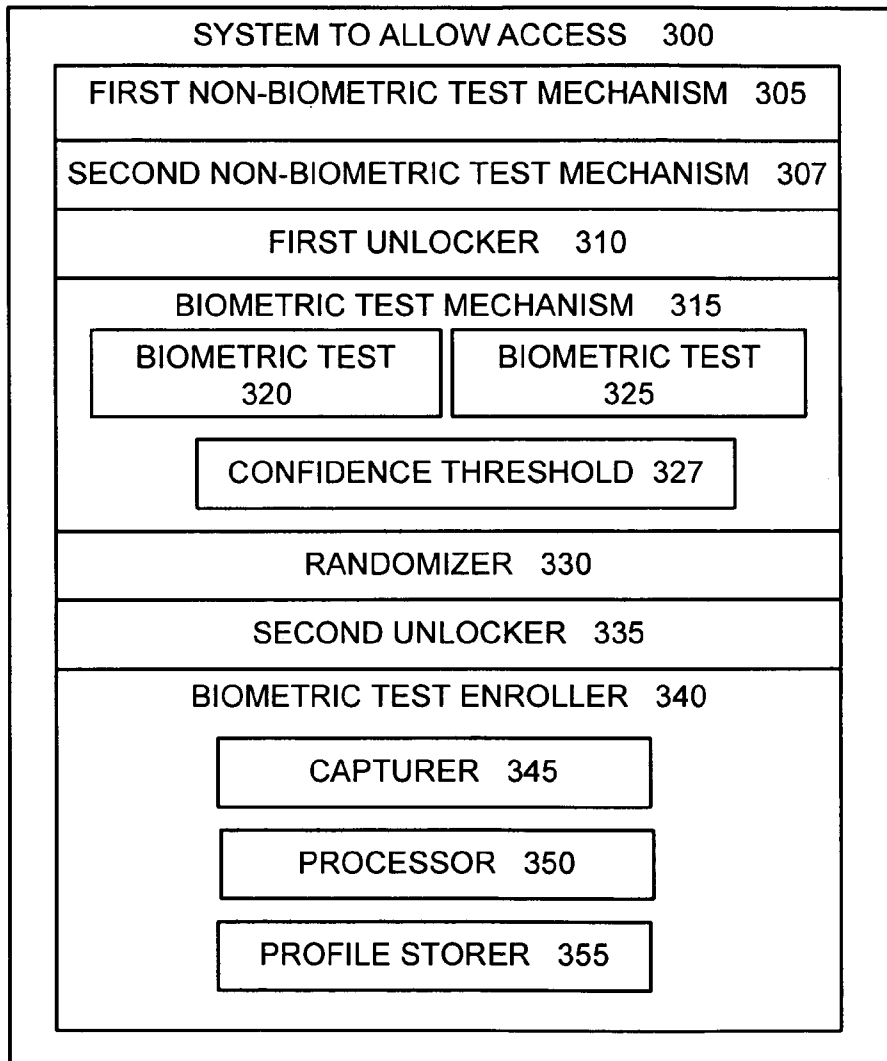 SYSTEM TO ALLOW ACCESS 300
FIRST NON-BIOMETRIC TEST MECHANISM 305
SECOND NON-BIOMETRIC TEST MECHANISM 307
FIRST UNLOCKER 310
BIOMETRIC TEST MECHANISM 315
BIOMETRIC TEST
320
BIOMETRIC TEST
325
CONFIDENCE THRESHOLD 327
RANDOMIZER 330
SECOND UNLOCKER 335
BIOMETRIC TEST ENROLLER 340
CAPTURER 345
PROCESSOR 350
PROFILE STORER 355